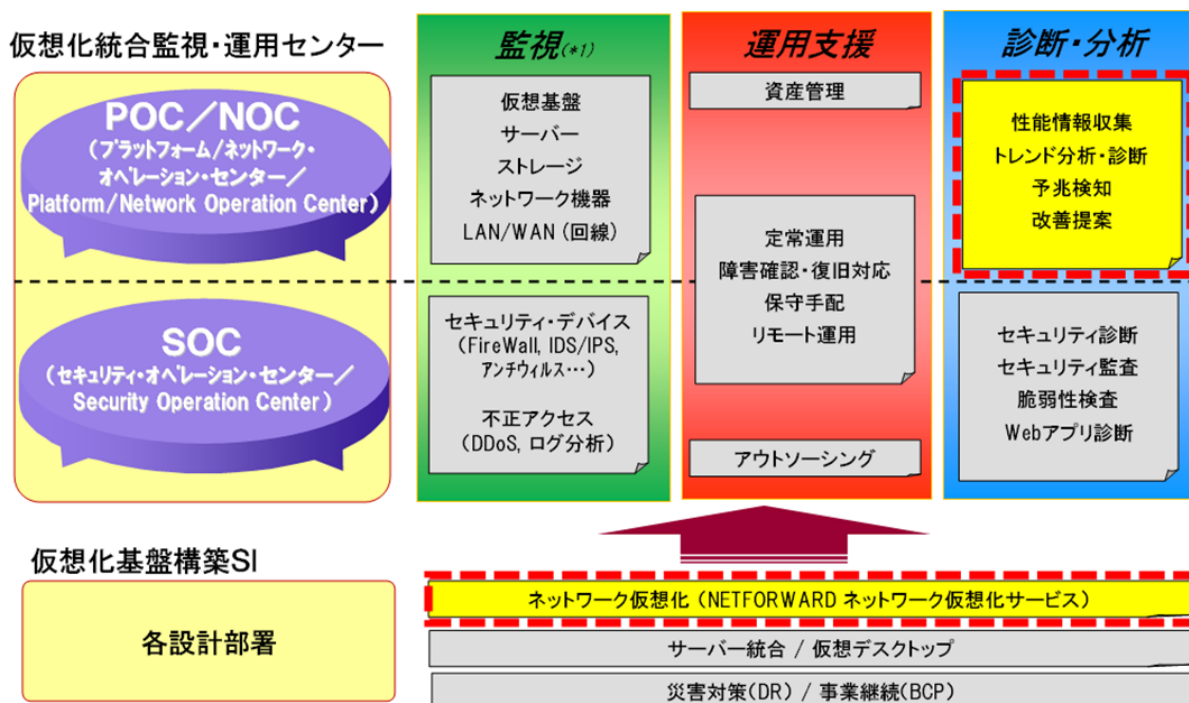 仮想化統合監視・運用センター
POC／NOC
（プラットフォーム/ネットワーク・
オペレーション・センター／
Platform/Network Operation Center）
SOC
（セキュリティ・オペレーション・センター／
Security Operation Center）
監視(*1)
仮想基盤
サーバー
ストレージ
ネットワーク機器
LAN/WAN (回線)
セキュリティ・デバイス
（FireWall, IDS/IPS,
アンチウィルス…）
不正アクセス
（DDoS, ログ分析）
運用支援
資産管理
定常運用
障害確認・復旧対応
保守手配
リモート運用
アウトソーシング
診断・分析
性能情報収集
トレンド分析・診断
予兆検知
改善提案
セキュリティ診断
セキュリティ監査
脆弱性検査
Webアプリ診断
仮想化基盤構築SI
各設計部署
ネットワーク仮想化（NETFORWARD ネットワーク仮想化サービス）
サーバー統合 / 仮想デスクトップ
災害対策(DR) / 事業継続(BCP)